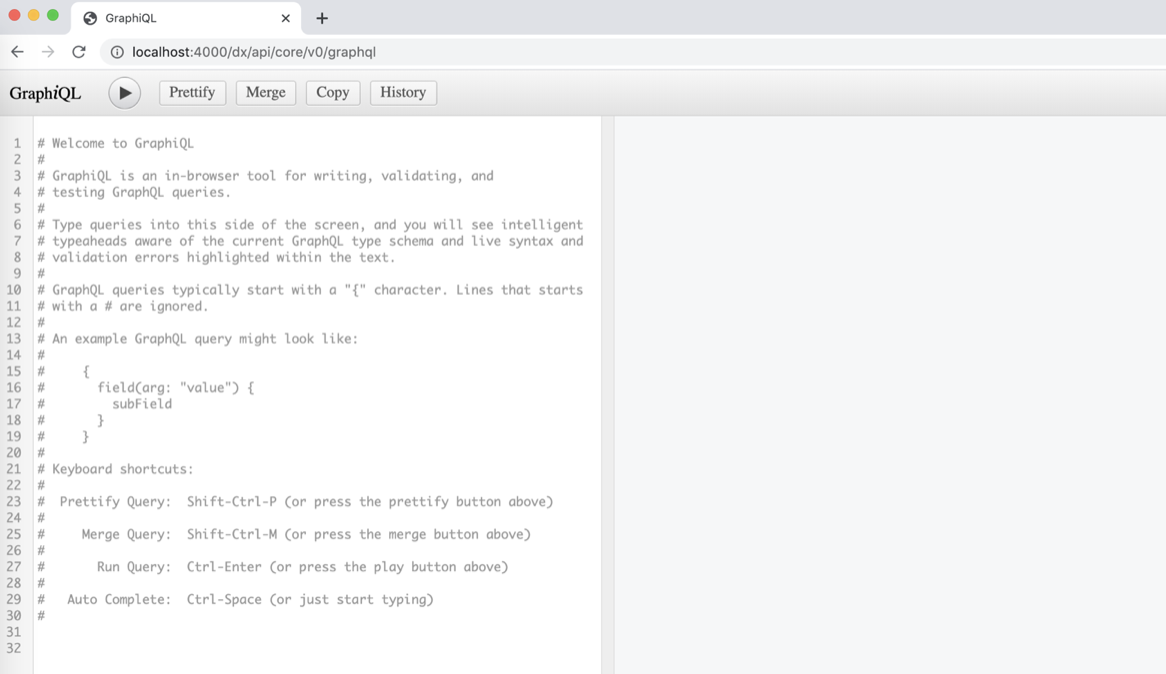 GraphiQL
localhost:4000/dx/api/core/v0/graphql
GraphiQL Prettify Merge Copy History
1 # Welcome to GraphiQL
2 #
3 # GraphiQL is an in-browser tool for writing, validating, and
4 # testing GraphQL queries.
5 #
6 # Type queries into this side of the screen, and you will see intelligent
7 # typeaheads aware of the current GraphQL type schema and live syntax and
8 # validation errors highlighted within the text.
9 #
10 # GraphQL queries typically start with a "{" character. Lines that starts
11 # with a # are ignored.
12 #
13 # An example GraphQL query might look like:
14 #
15 #     {
16 #       field(arg: "value") {
17 #         subField
18 #       }
19 #     }
20 #
21 # Keyboard shortcuts:
22 #
23 #  Prettify Query:  Shift-Ctrl-P (or press the prettify button above)
24 #
25 #     Merge Query:  Shift-Ctrl-M (or press the merge button above)
26 #
27 #       Run Query:  Ctrl-Enter (or press the play button above)
28 #
29 #   Auto Complete:  Ctrl-Space (or just start typing)
30 #
31
32